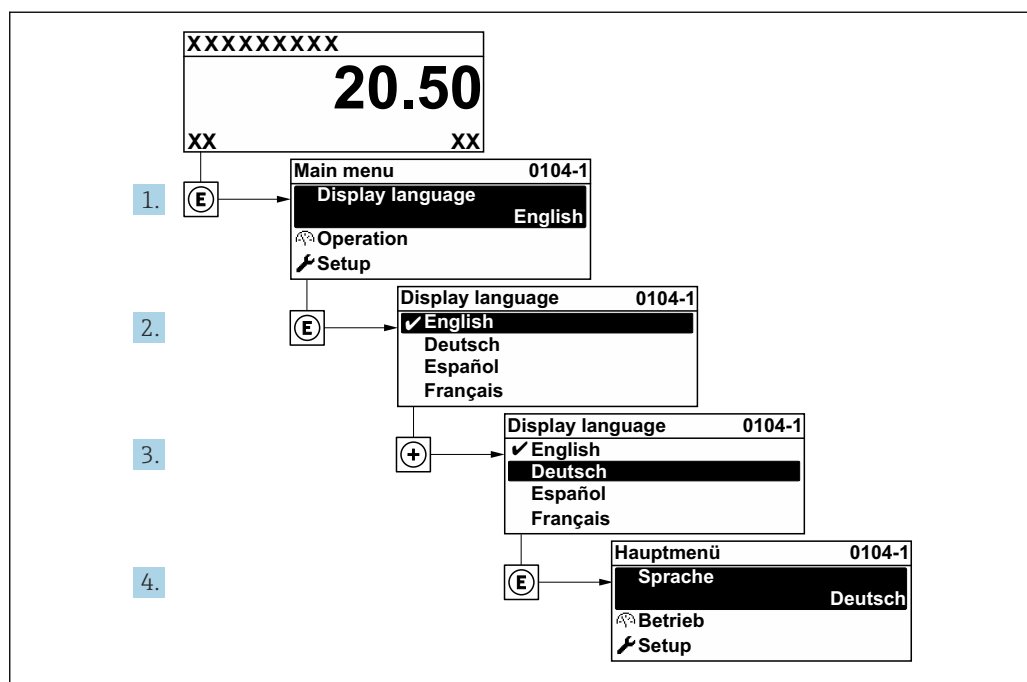 XXXXXXXXX
20.50
XX XX
1.
E
Main menu 0104-1
Display language
English
Operation
Setup
2.
E
Display language 0104-1
✔English
Deutsch
Español
Français
3.
+
Display language 0104-1
✔English
Deutsch
Español
Français
4.
E
Hauptmenü 0104-1
Sprache
Deutsch
Betrieb
Setup